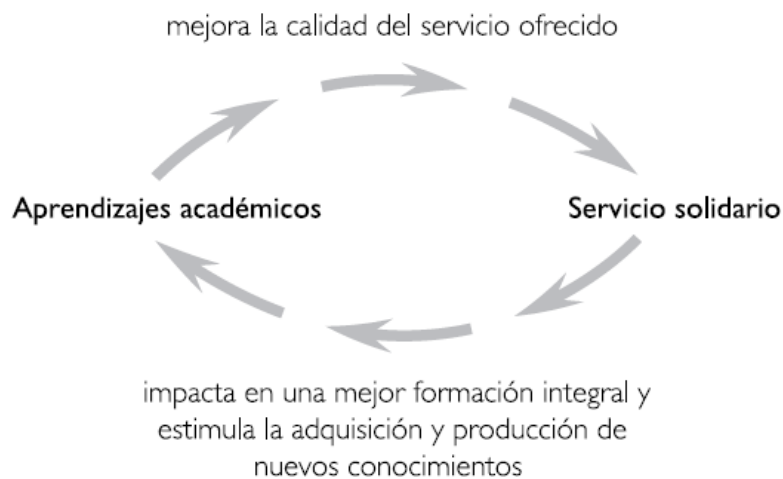 mejora la calidad del servicio ofrecido
Aprendizajes académicos
Servicio solidario
impacta en una mejor formación integral y
estimula la adquisición y producción de
nuevos conocimientos